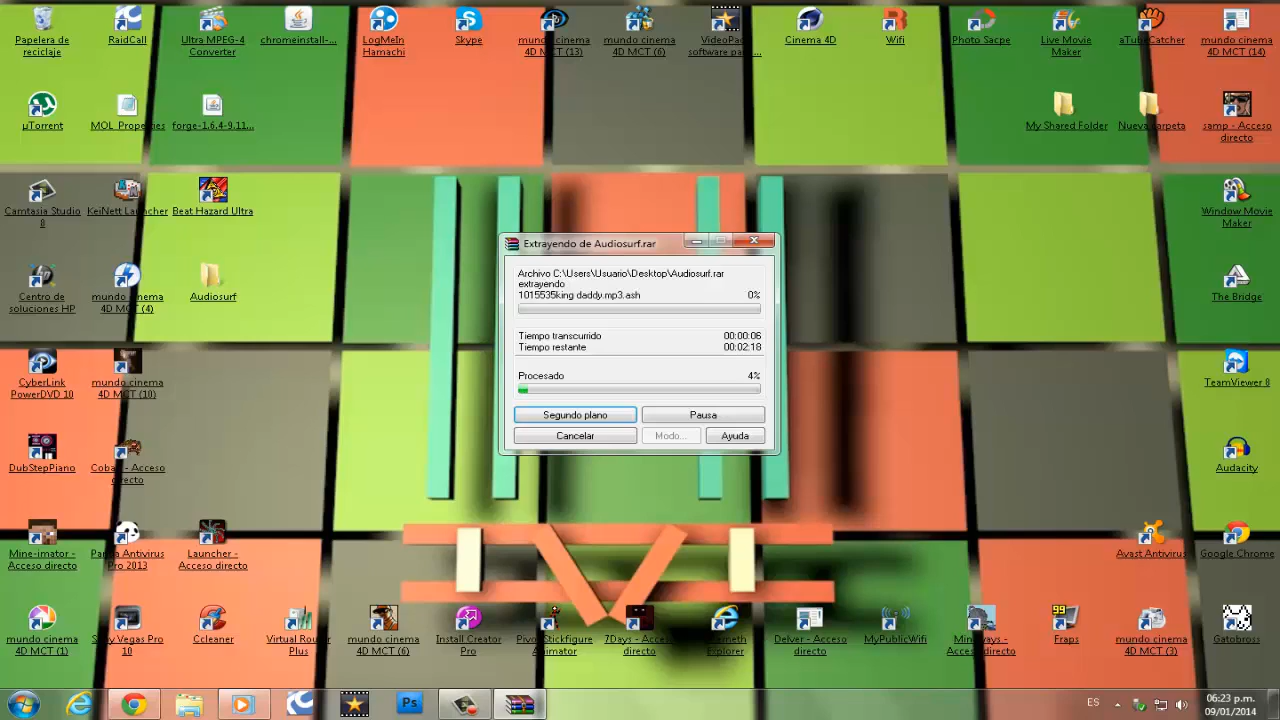 Papelera de
reciclaje
RaidCall
Ultra MPEG-4
Converter
chromeinstall-...
LogMeIn
Hamachi
Skype
mundo cinema
4D MCT (13)
mundo cinema
4D MCT (6)
VideoPad
software par...
Cinema 4D
Wifi
Photo Sacpe
Live Movie
Maker
aTubeCatcher
mundo cinema
4D MCT (14)
µTorrent
MOL_Properties
forge-1.6.4-9.11...
My Shared Folder
Nueva carpeta
samp - Acceso
directo
Camtasia Studio
8
KeiNett Launcher
Beat Hazard Ultra
Window Movie
Maker
Centro de
soluciones HP
mundo cinema
4D MCT (4)
Audiosurf
The Bridge
Extrayendo de Audiosurf.rar
Archivo C:\Users\Usuario\Desktop\Audiosurf.rar
extrayendo
1015535king daddy.mp3.ash 0%
Tiempo transcurrido 00:00:06
Tiempo restante 00:02:18
Procesado 4%
Segundo plano Pausa
Cancelar Modo... Ayuda
CyberLink
PowerDVD 10
mundo cinema
4D MCT (10)
TeamViewer 8
DubStepPiano
Acceso
directo
Audacity
Mine-imator -
Acceso directo
Panda Antivirus
Pro 2013
Launcher -
Acceso directo
Avast Antivirus
Google Chrome
mundo cinema
4D MCT (1)
Sony Vegas Pro
10
Ccleaner
Virtual Router
Plus
mundo cinema
4D MCT (6)
Install Creator
Pro
Pivot Stickfigure
Animator
7Days - Acceso
directo
Explorer
Delver - Acceso
directo
MyPublicWifi
Acceso directo
99
Fraps
mundo cinema
4D MCT (3)
Gatobross
Ps
ES
06:23 p.m.
09/01/2014